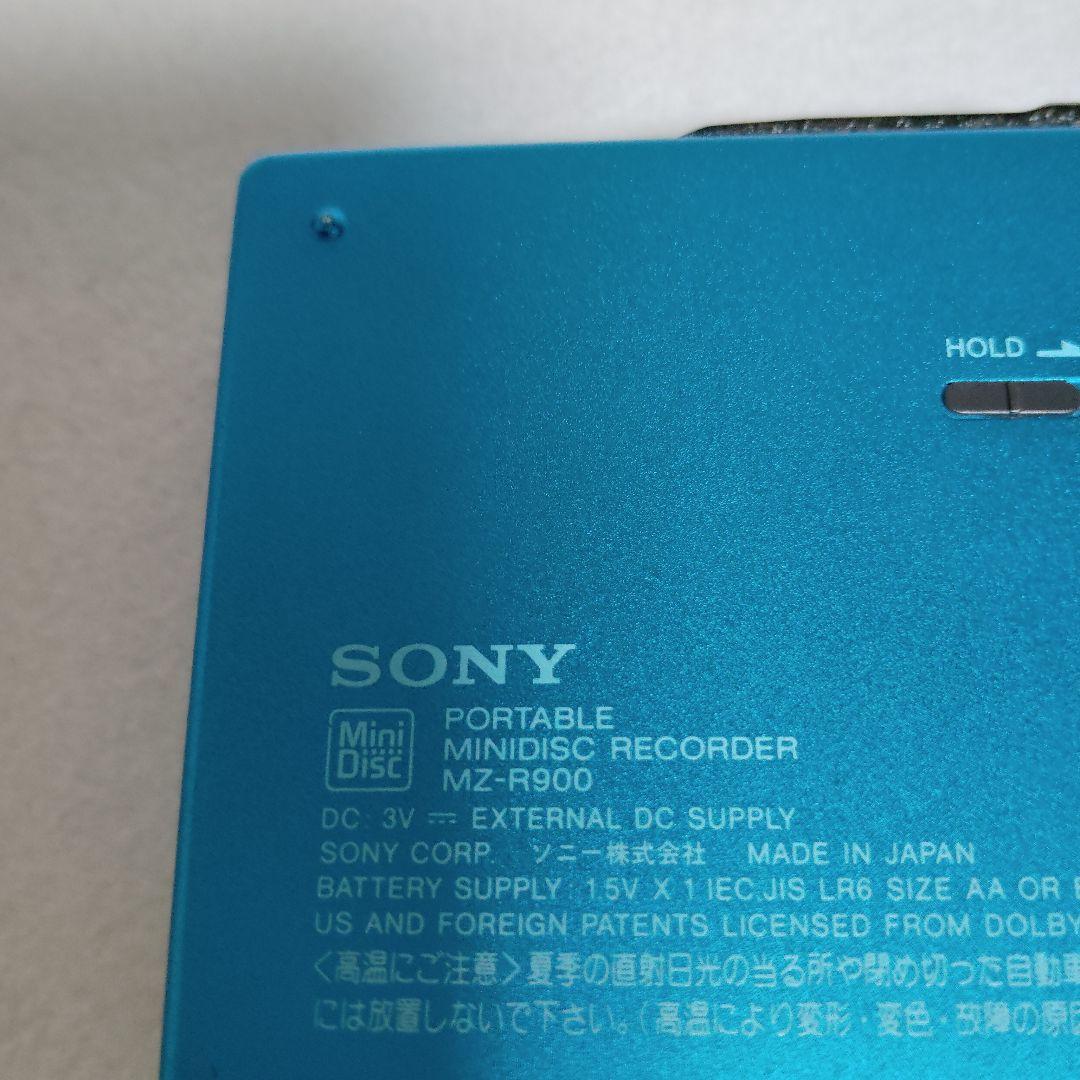 HOLD
SONY
Mini Disc
PORTABLE
MINIDISC RECORDER
MZ-R900
DC: 3V ⎓ EXTERNAL DC SUPPLY
SONY CORP. ソニー株式会社 MADE IN JAPAN
BATTERY SUPPLY: 1.5V X 1 IEC.JIS LR6 SIZE AA OR
US AND FOREIGN PATENTS LICENSED FROM DOLBY
<高温にご注意>夏季の直射日光の当る所や閉め切った自動車
には放置しないで下さい。(高温により変形・変色・故障の原因